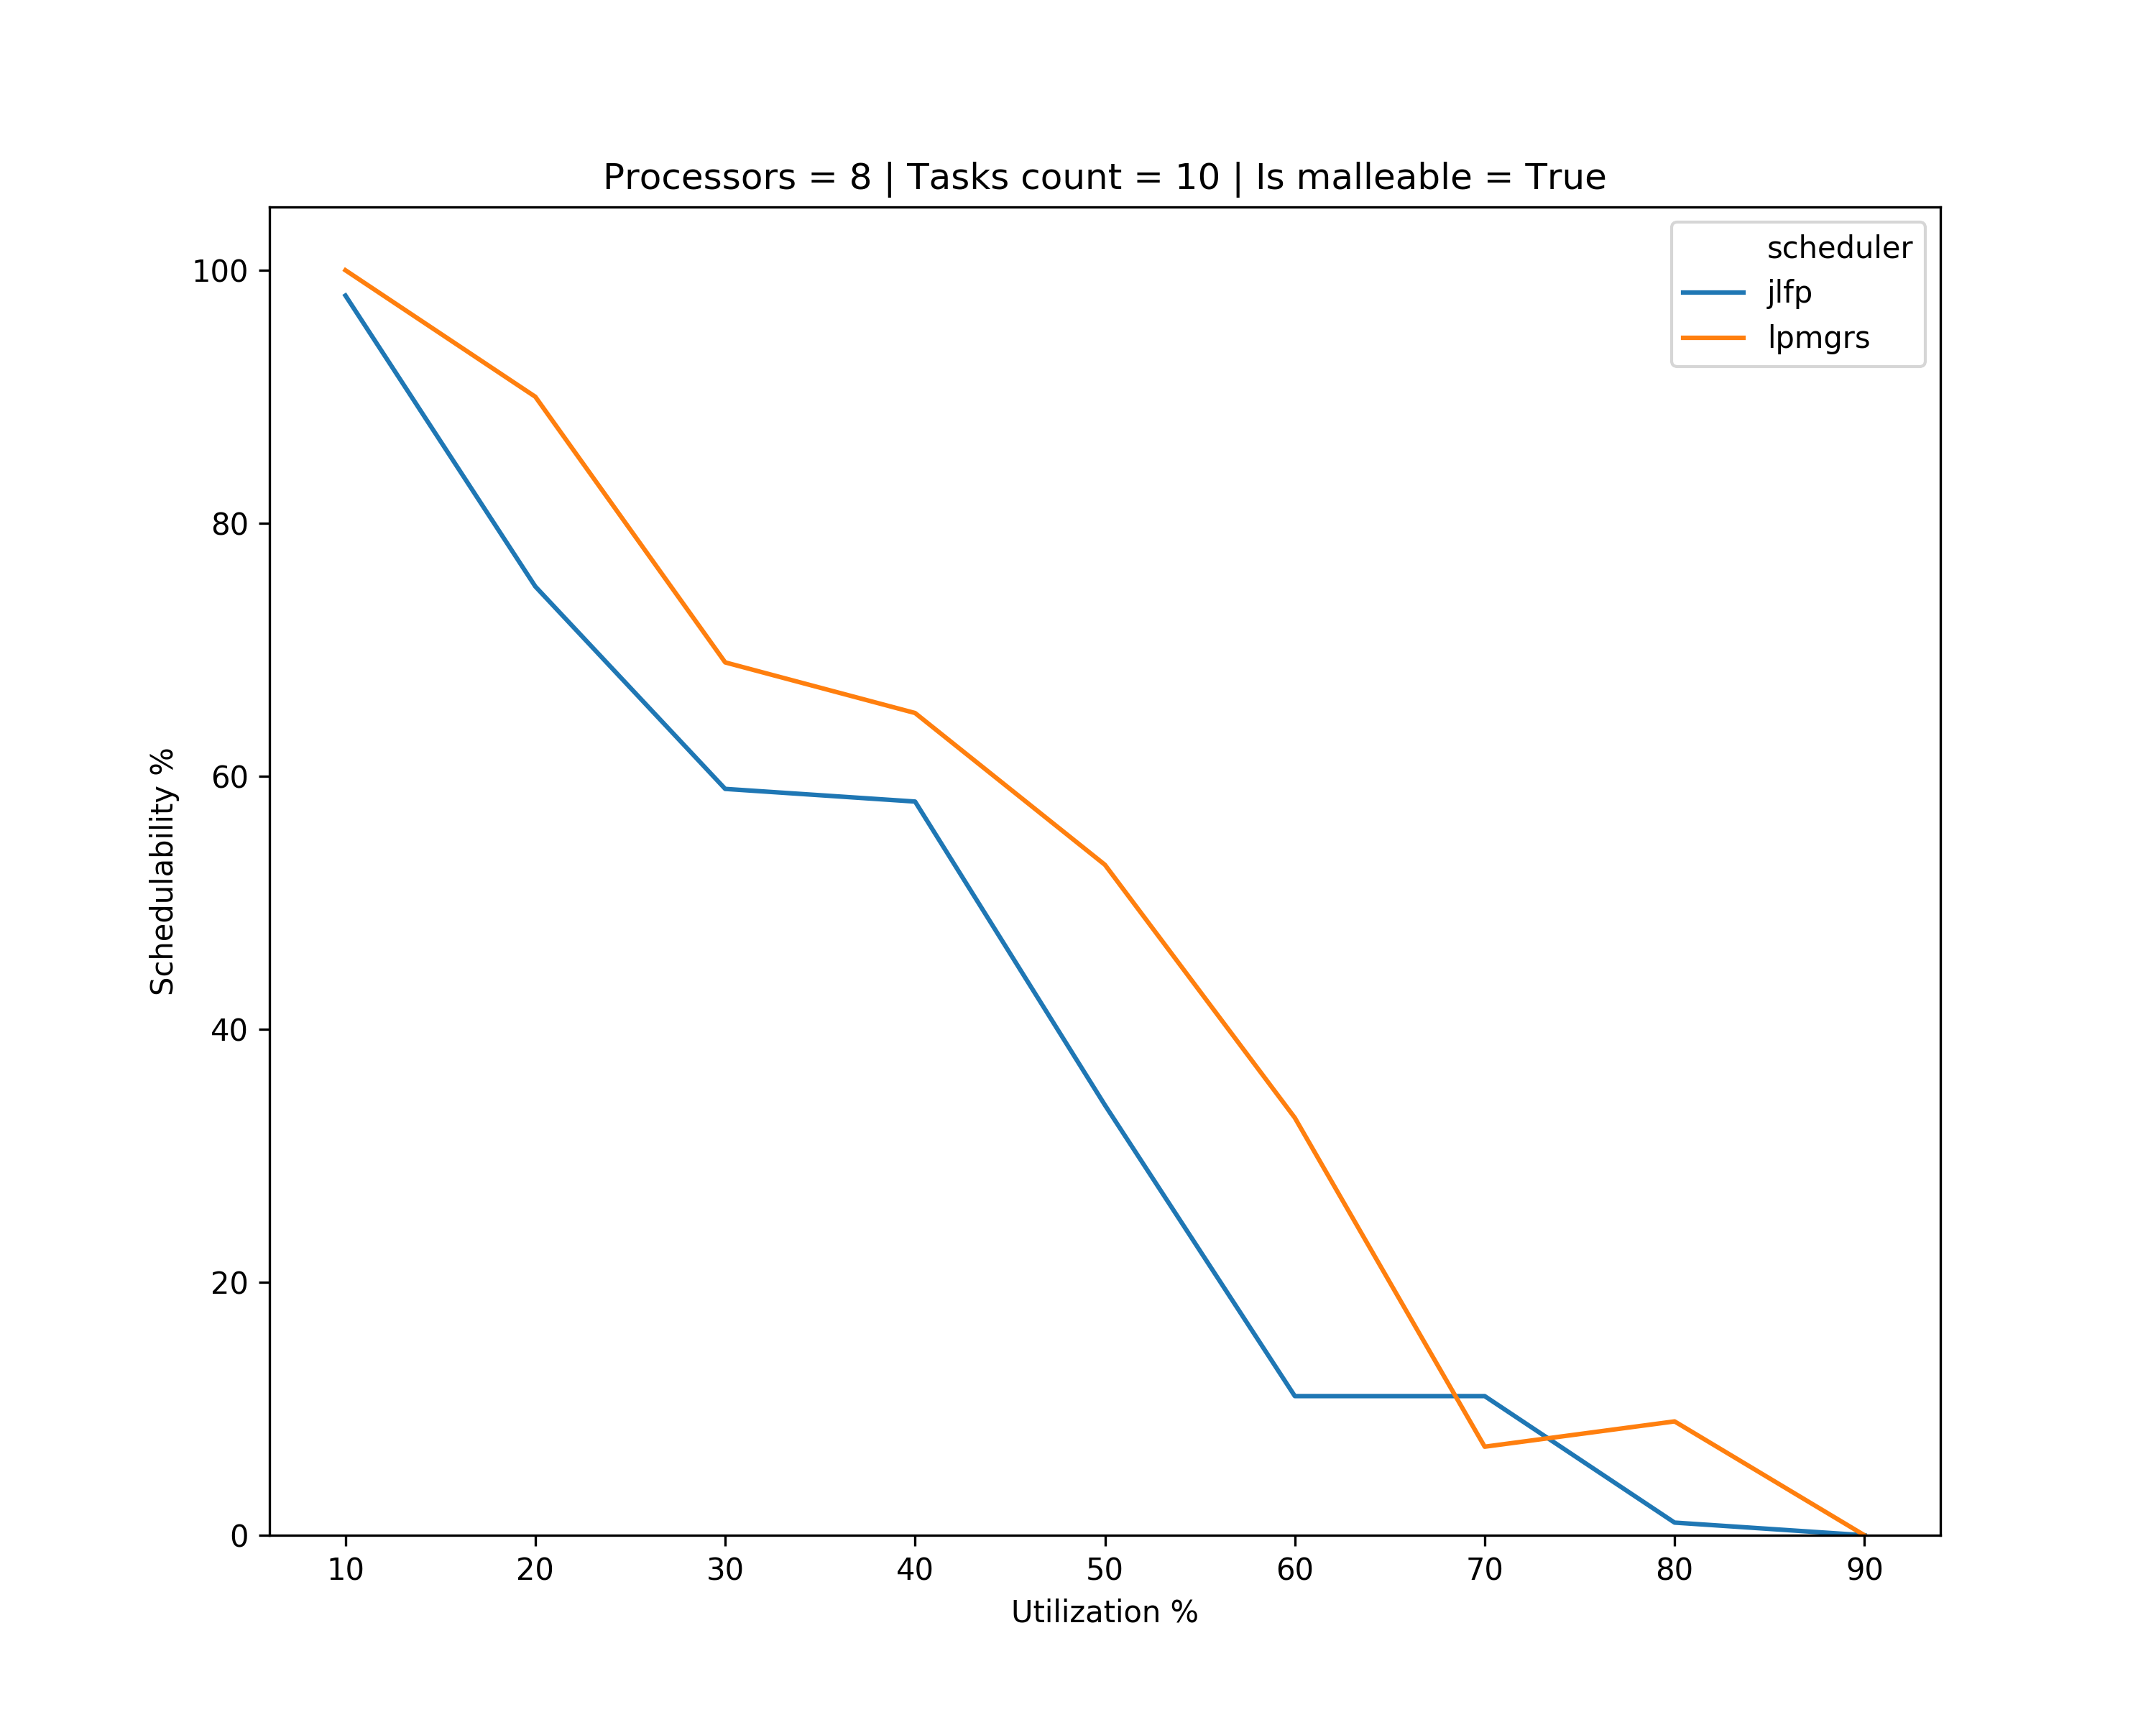 Processors = 8 | Tasks count = 10 | Is malleable = True
scheduler
jlfp
lpmgrs
Schedulability %
100
80
60
40
20
0
10 20 30 40 50 60 70 80 90
Utilization %